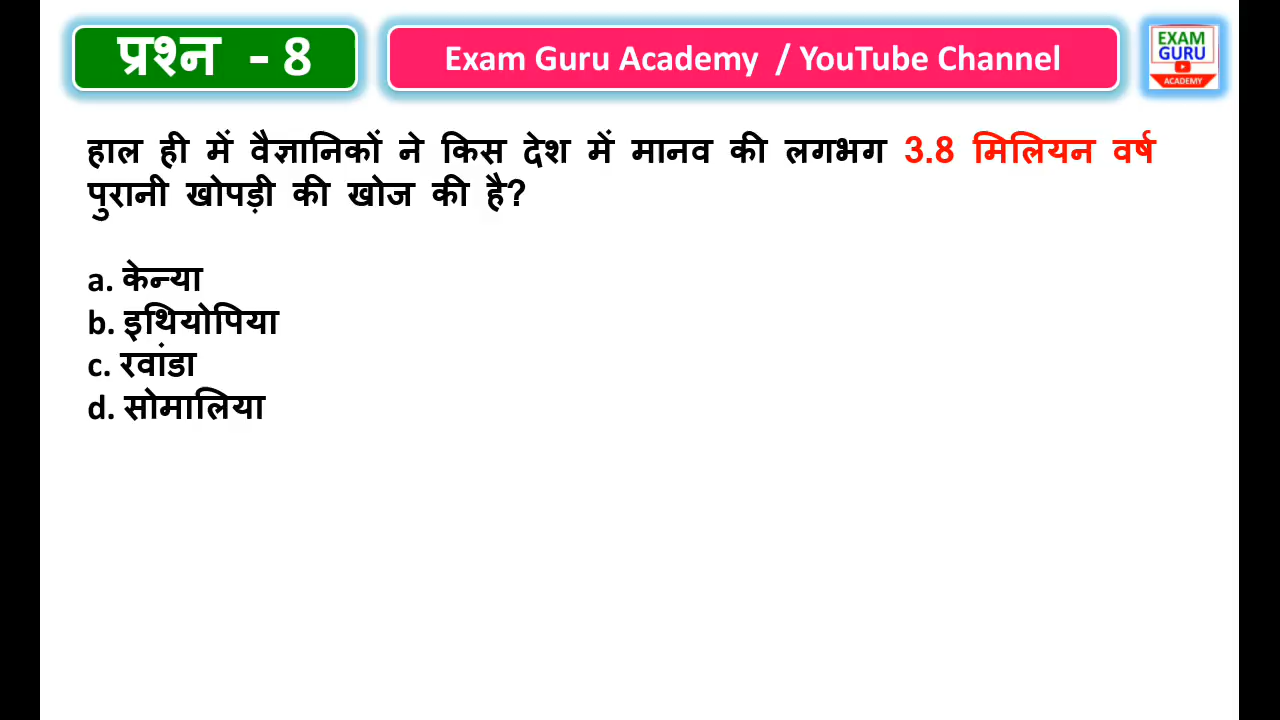 प्रश्न - 8
Exam Guru Academy / YouTube Channel
EXAM
GURU
ACADEMY
हाल ही में वैज्ञानिकों ने किस देश में मानव की लगभग 3.8 मिलियन वर्ष
पुरानी खोपड़ी की खोज की है?
a. केन्या
b. इथियोपिया
c. रवांडा
d. सोमालिया